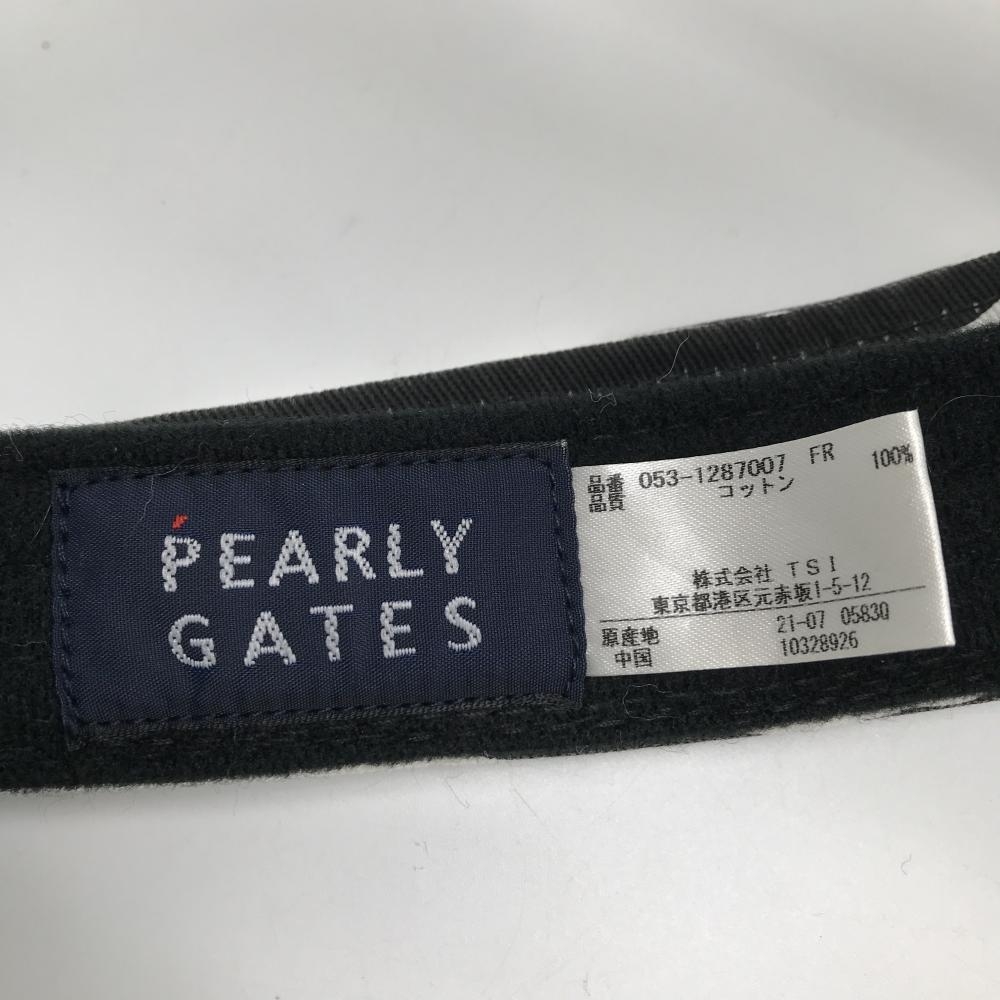 PEARLY
GATES
品番 053-1287007 FR
品質 コットン 100%
株式会社 TSI
東京都港区元赤坂1-5-12
原産地 21-07 0583Q
中国 10328926